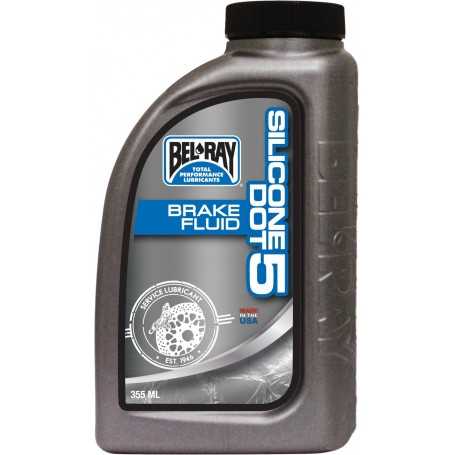 BEL-RAY
TOTAL
PERFORMANCE
LUBRICANTS
BRAKE
FLUID
SILICONE
DOT 5
SERVICE LUBRICANT
EST. 1946
MADE
IN THE
USA
355 ML
BEL-RAY